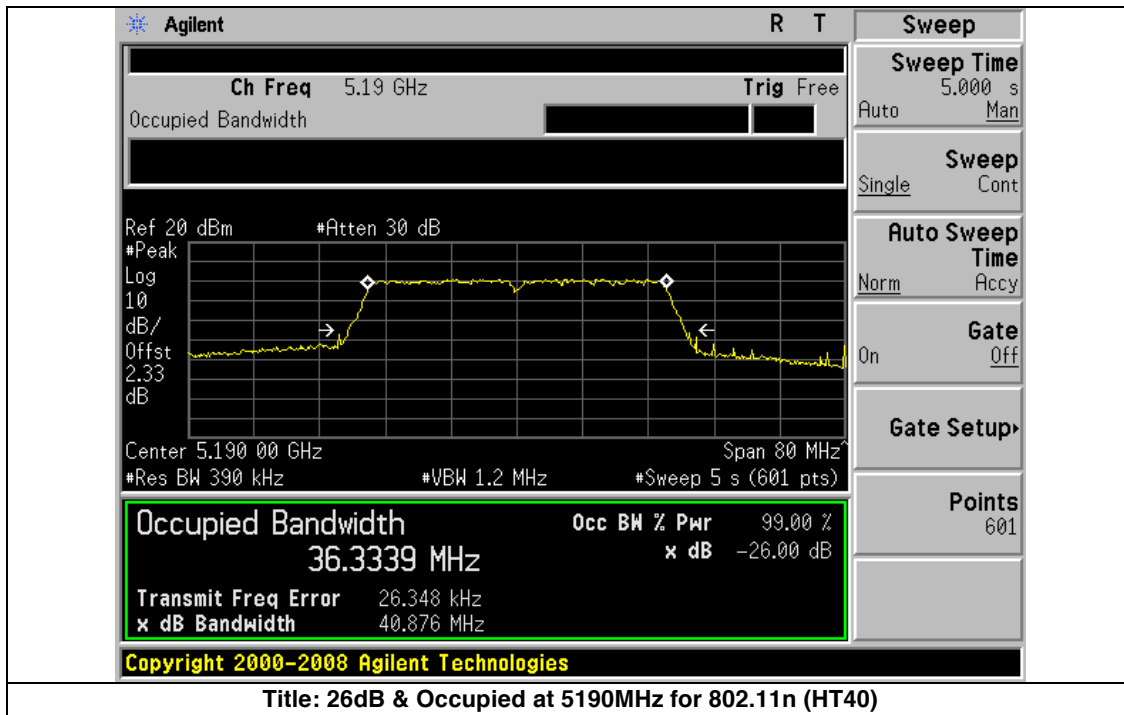 Agilent R T
Ch Freq 5.19 GHz Trig Free
Occupied Bandwidth
Ref 20 dBm #Atten 30 dB
#Peak
Log
10
dB/
Offst
2.33
dB
Center 5.190 00 GHz Span 80 MHz^
#Res BW 390 kHz #VBW 1.2 MHz #Sweep 5 s (601 pts)
Occupied Bandwidth Occ BW % Pwr 99.00 %
36.3339 MHz x dB -26.00 dB
Transmit Freq Error 26.348 kHz
x dB Bandwidth 40.876 MHz
Copyright 2000-2008 Agilent Technologies
Sweep
Sweep Time
5.000 s
Auto Man
Sweep
Single Cont
Auto Sweep
Time
Norm Accy
Gate
On Off
Gate Setup
Points
601
Title: 26dB & Occupied at 5190MHz for 802.11n (HT40)